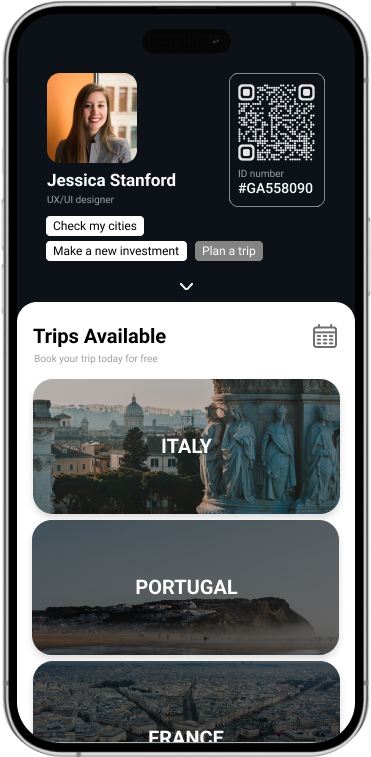 Jessica Stanford
UX/UI designer
ID number
#GA558090
Check my cities
Make a new investment
Plan a trip
Trips Available
Book your trip today for free
ITALY
PORTUGAL
FRANCE